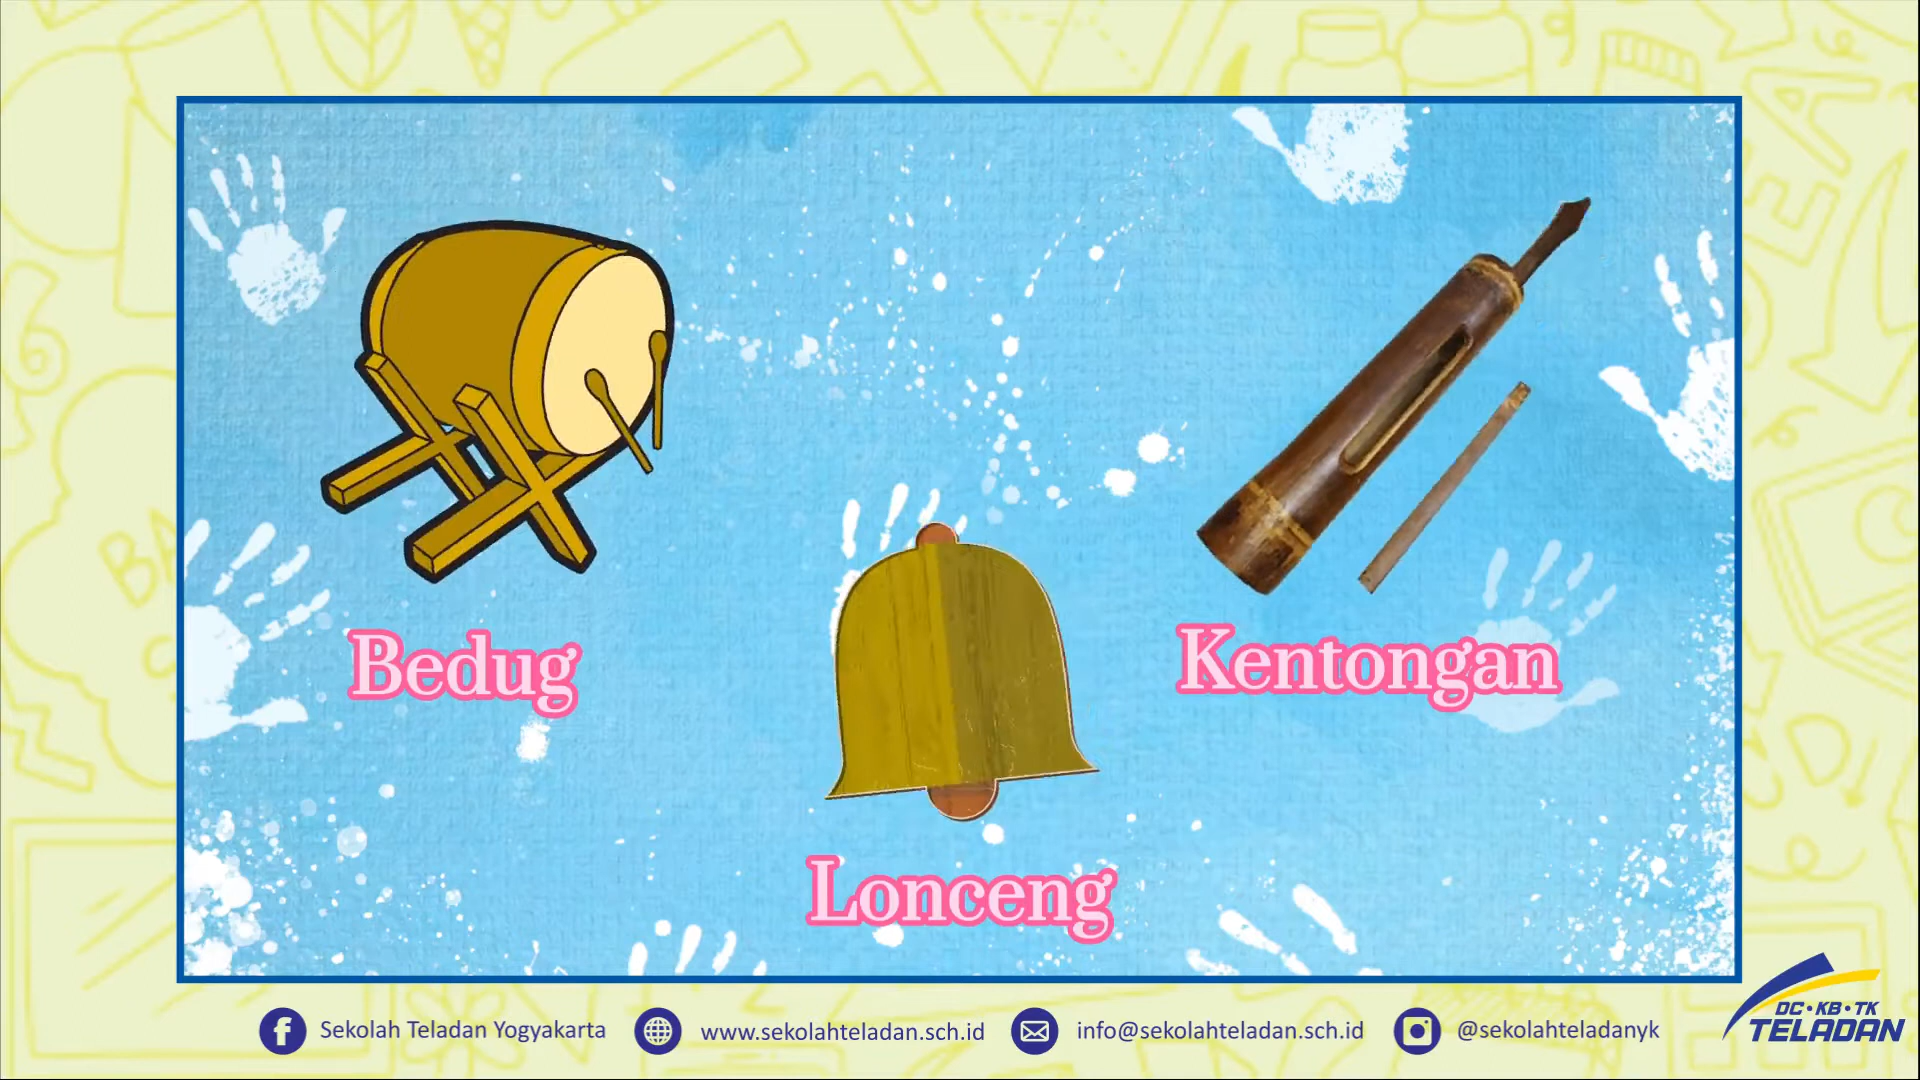 Bedug
Kentongan
Lonceng
Sekolah Teladan Yogyakarta
www.sekolahteladan.sch.id
info@sekolahteladan.sch.id
@sekolahteladanyk
DC•KB•TK
TELADAN